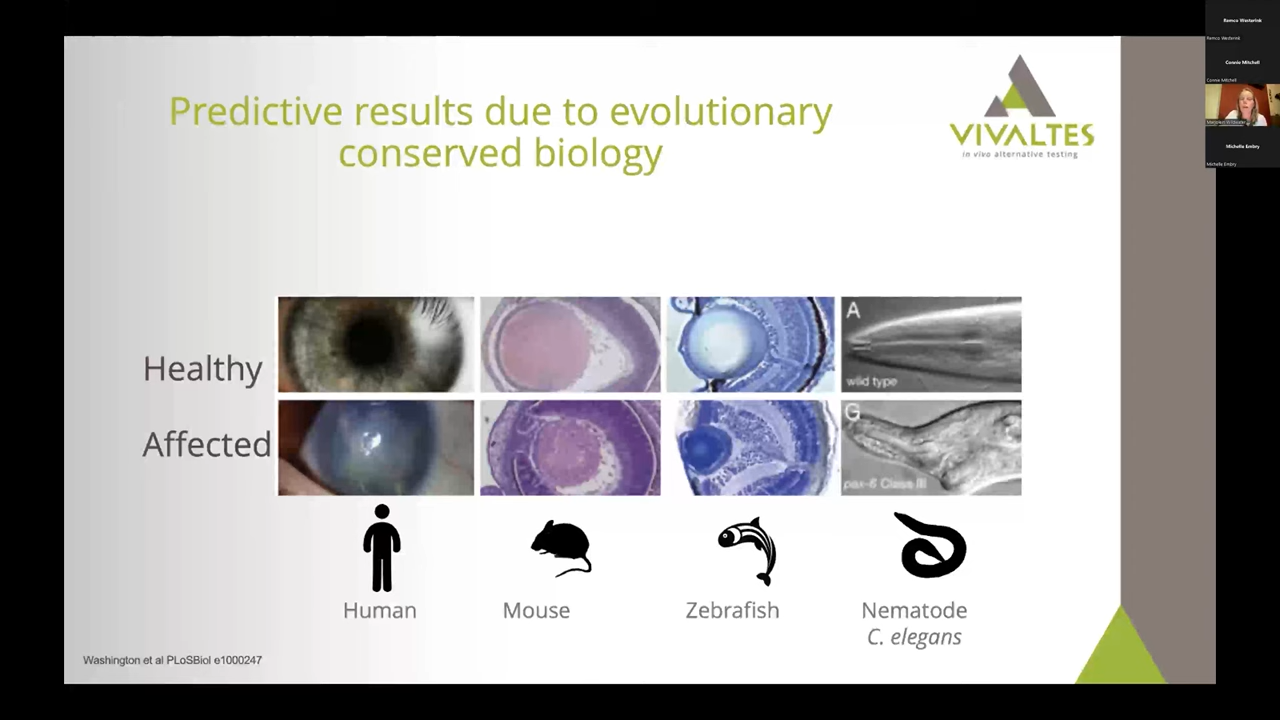 Predictive results due to evolutionary
conserved biology
VIVALTES
in vivo alternative testing
Healthy
Affected
A
wild type
G
pax-6 Class III
Human
Mouse
Zebrafish
Nematode
C. elegans
Washington et al PLoSBiol e1000247
Remco Westerink
Remco Westerink
Connie Mitchell
Connie Mitchell
Michelle Embry
Michelle Embry